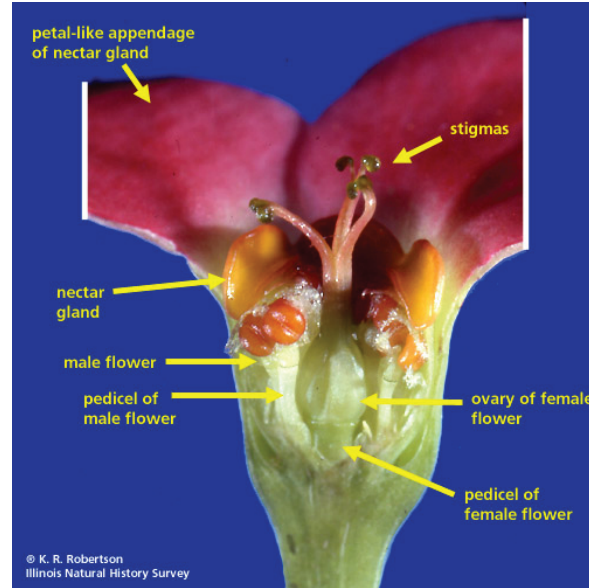 petal-like appendage
of nectar gland
stigmas
nectar
gland
male flower
pedicel of
male flower
ovary of female
flower
pedicel of
female flower
® K. R. Robertson
Illinois Natural History Survey